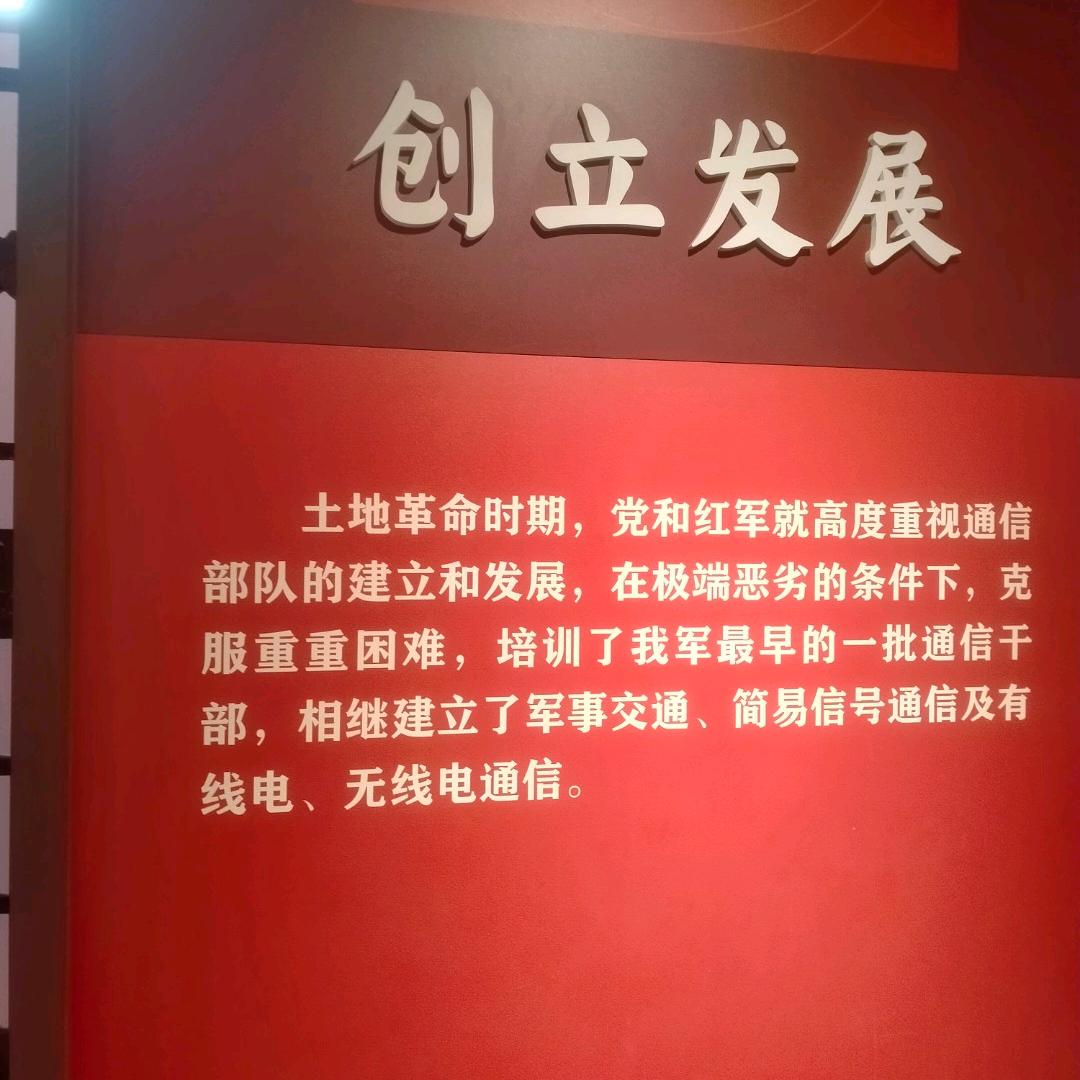 创立发展
土地革命时期，党和红军就高度重视通信
部队的建立和发展，在极端恶劣的条件下，克
服重重困难，培训了我军最早的一批通信干
部，相继建立了军事交通、简易信号通信及有
线电、无线电通信。